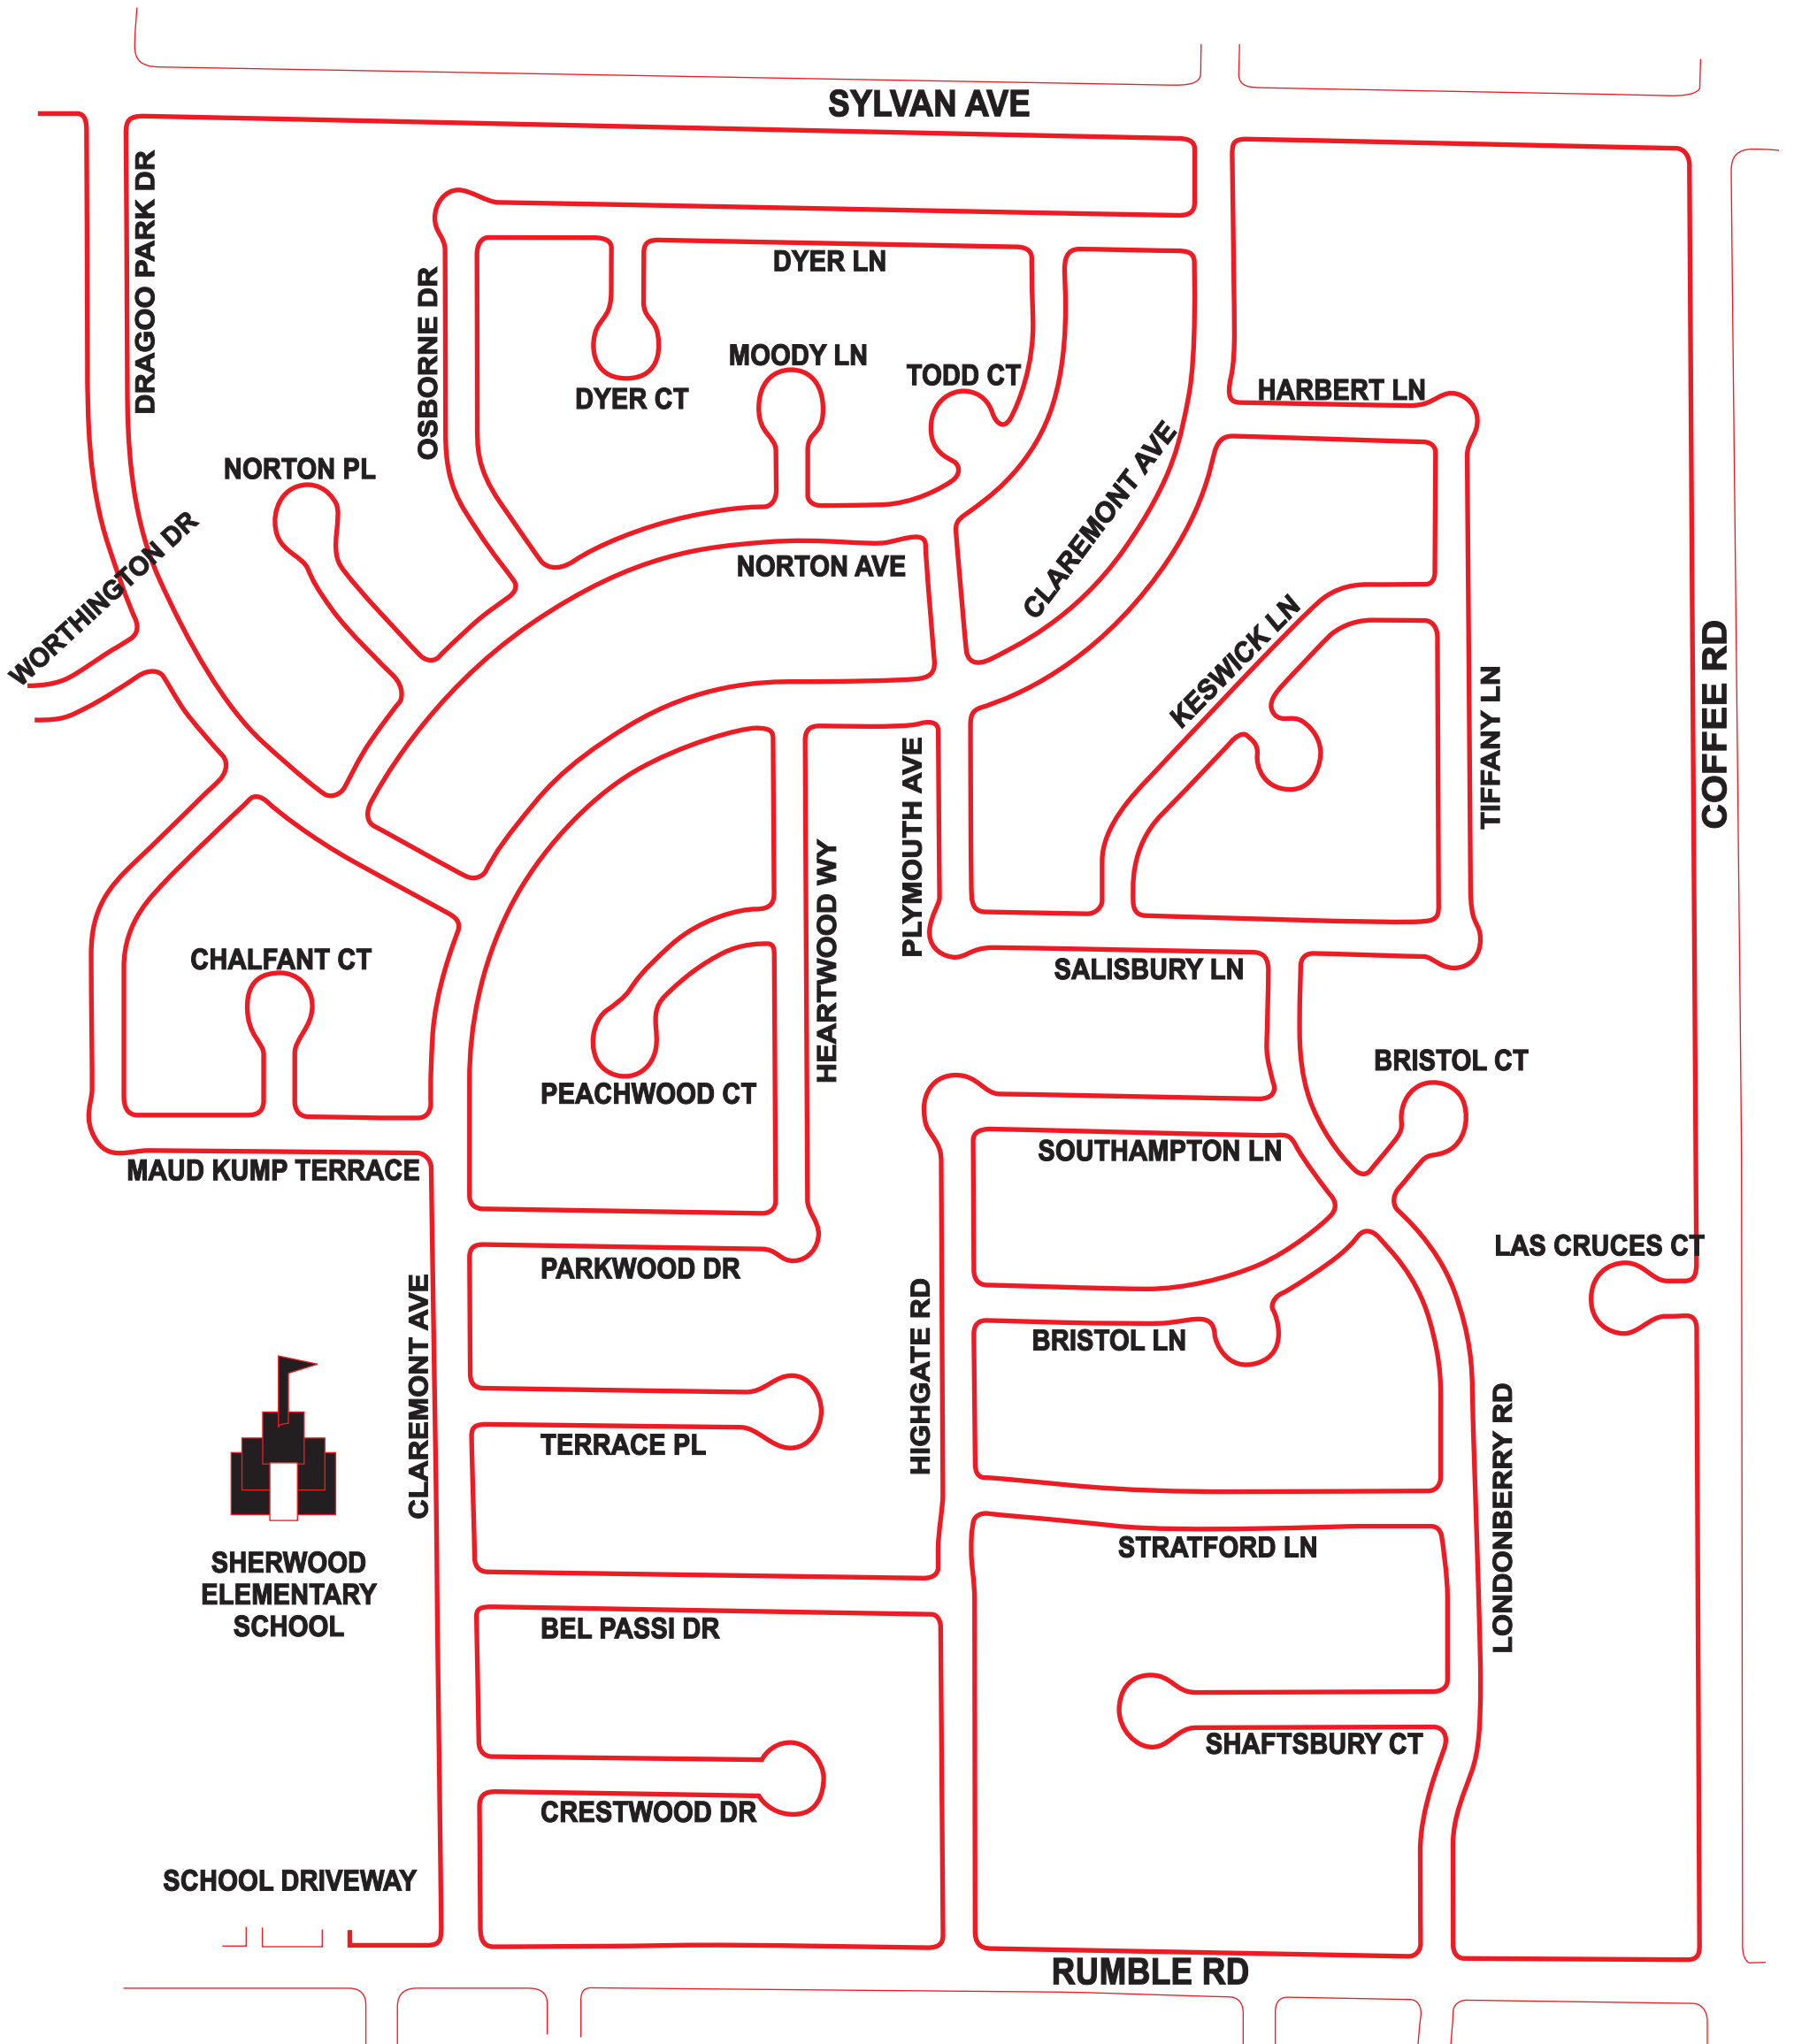 SYLVAN AVE
DRAGOO PARK DR
OSBORNE DR
DYER LN
DYER CT
MOODY LN
TODD CT
HARBERT LN
NORTON PL
CLAREMONT AVE
WORTHINGTON DR
NORTON AVE
KESWICK LN
TIFFANY LN
COFFEE RD
PLYMOUTH AVE
HEARTWOOD WY
CHALFANT CT
SALISBURY LN
BRISTOL CT
PEACHWOOD CT
SOUTHAMPTON LN
MAUD KUMP TERRACE
LAS CRUCES CT
PARKWOOD DR
CLAREMONT AVE
HIGHGATE RD
BRISTOL LN
TERRACE PL
LONDONBERRY RD
STRATFORD LN
SHERWOOD
ELEMENTARY
SCHOOL
BEL PASSI DR
SHAFTSBURY CT
CRESTWOOD DR
SCHOOL DRIVEWAY
RUMBLE RD